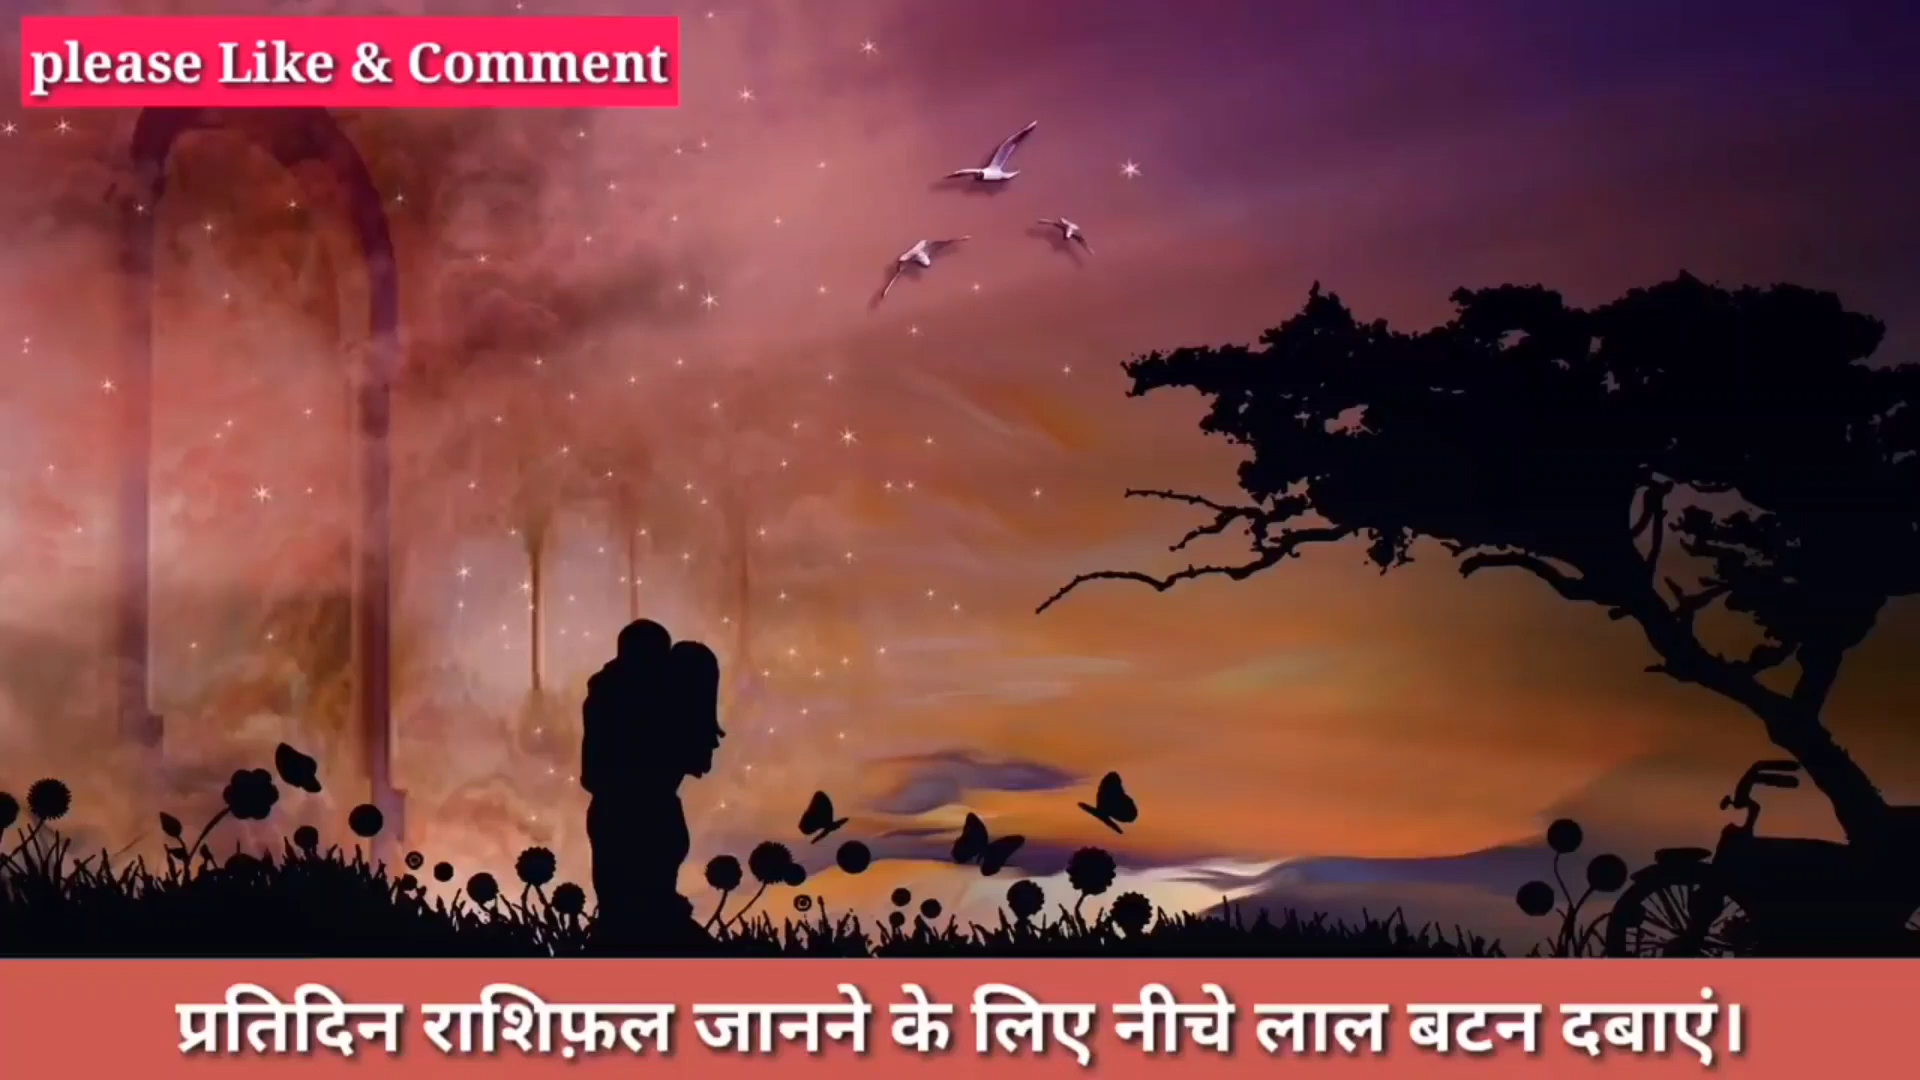 please Like & Comment
प्रतिदिन राशिफ़ल जानने के लिए नीचे लाल बटन दबाएं।